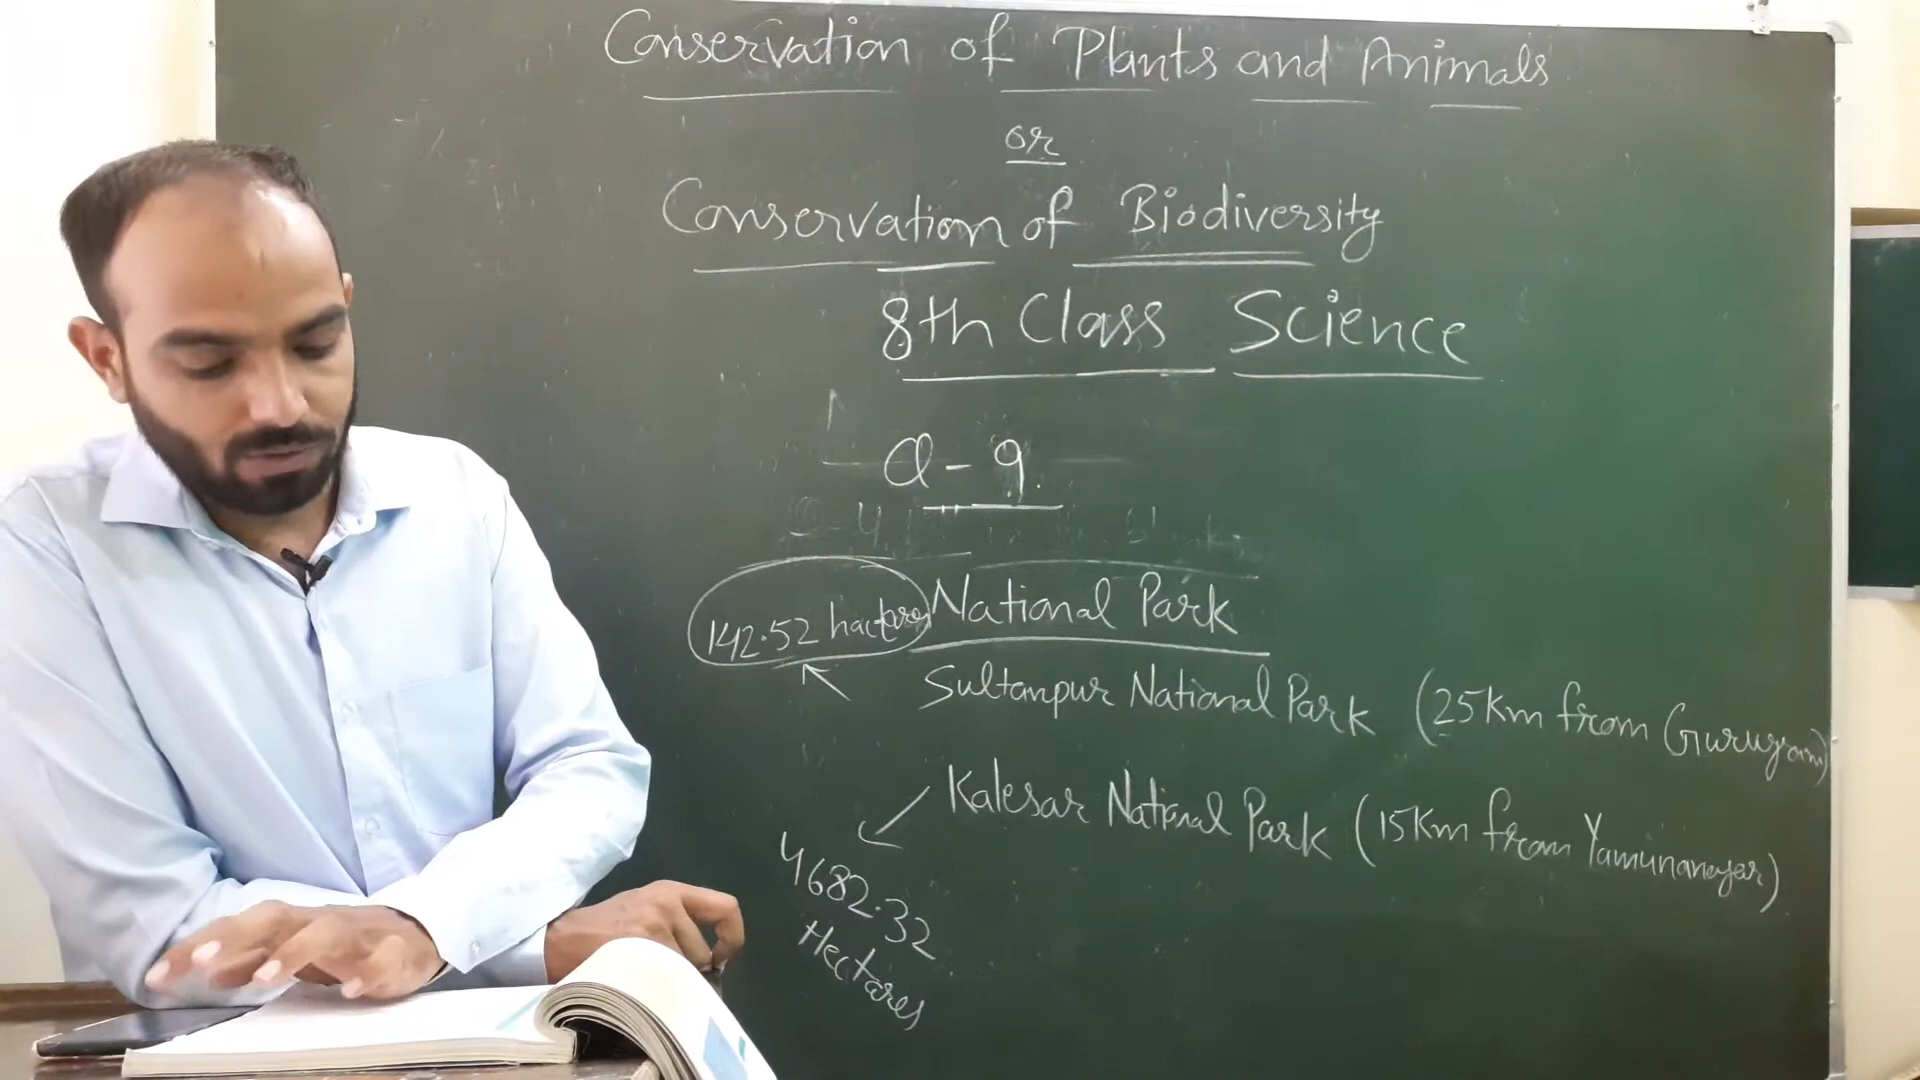 Conservation of Plants and Animals
or
Conservation of Biodiversity
8th Class Science
Q-9.
142.52 hactares National Park
Sultanpur National Park (25 Km from Gurugram)
Kalesar National Park (15 Km from Yamunanagar)
4682.32
Hectares